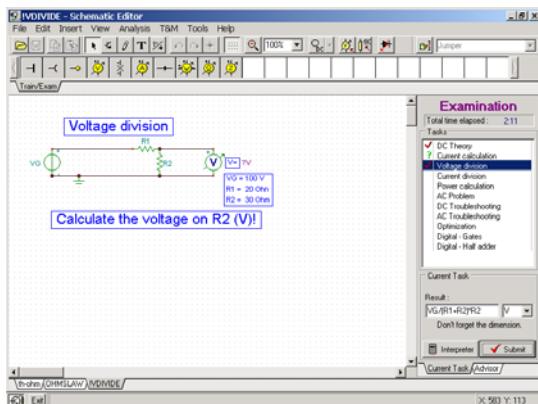 !VDIVIDE - Schematic Editor
File Edit Insert View Analysis T&M Tools Help
100% Jumper
Train/Exam
Voltage division
R1
VG R2 V V= ?V
VG = 100 V
R1 = 20 Ohm
R2 = 30 Ohm
Calculate the voltage on R2 (V)!
Examination
Total time elapsed : 2:11
Tasks
DC Theory
? Current calculation
Voltage division
Current division
Power calculation
AC Problem
DC Troubleshooting
AC Troubleshooting
Optimization
Digital - Gates
Digital - Half adder
Current Task
Result :
VG/(R1+R2)*R2 V
Don't forget the dimension.
Interpreter Submit
Current Task Advisor
th-ohm OHMSLAW !VDIVIDE
Exit X: 583 Y: 113